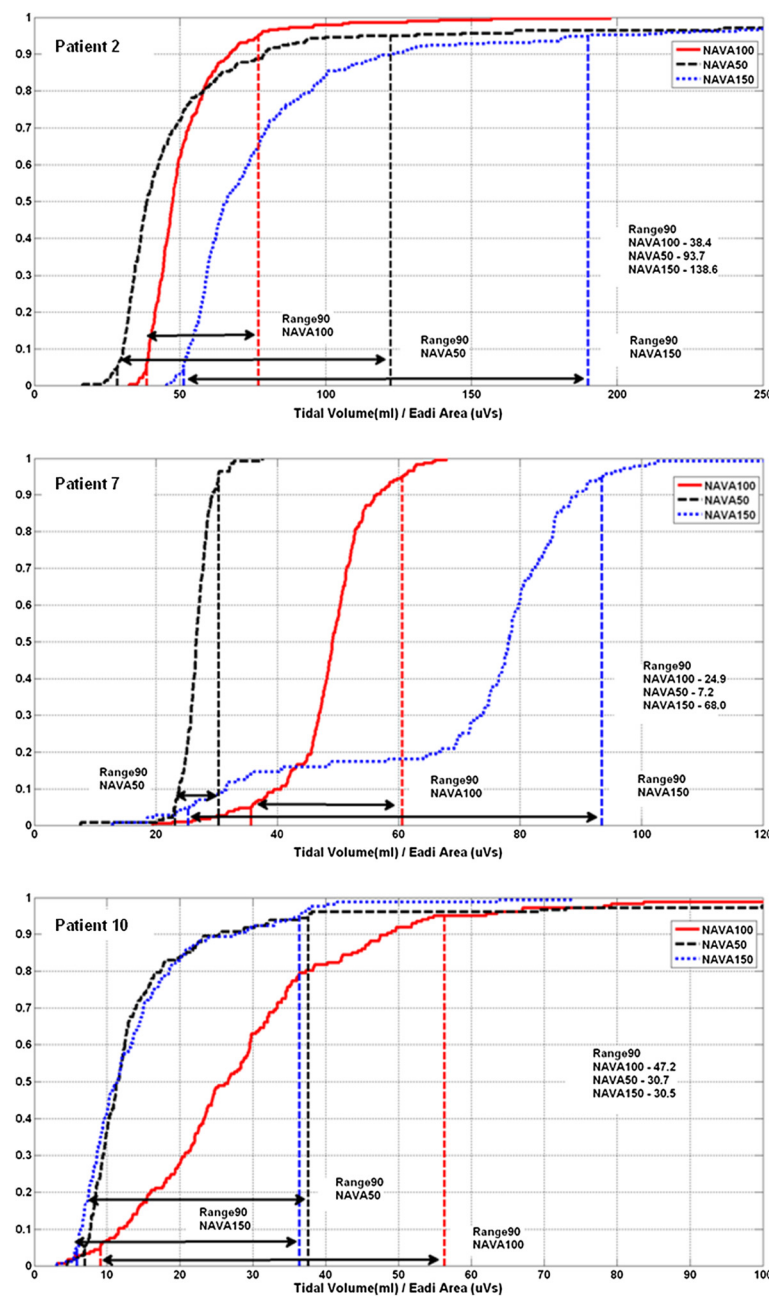 Patient 2
1
0.9
0.8
0.7
0.6
0.5
0.4
0.3
0.2
0.1
0
NAVA100
NAVA50
NAVA150
Range90
NAVA100 - 38.4
NAVA50 - 93.7
NAVA150 - 138.6
Range90
NAVA100
Range90
NAVA50
Range90
NAVA150
0 50 100 150 200 250
Tidal Volume(ml) / Eadi Area (uVs)
Patient 7
1
0.9
0.8
0.7
0.6
0.5
0.4
0.3
0.2
0.1
0
NAVA100
NAVA50
NAVA150
Range90
NAVA100 - 24.9
NAVA50 - 7.2
NAVA150 - 68.0
Range90
NAVA50
Range90
NAVA100
Range90
NAVA150
0 20 40 60 80 100 120
Tidal Volume(ml) / Eadi Area (uVs)
Patient 10
1
0.9
0.8
0.7
0.6
0.5
0.4
0.3
0.2
0.1
0
NAVA100
NAVA50
NAVA150
Range90
NAVA100 - 47.2
NAVA50 - 30.7
NAVA150 - 30.5
Range90
NAVA50
Range90
NAVA150
Range90
NAVA100
0 10 20 30 40 50 60 70 80 90 100
Tidal Volume(ml) / Eadi Area (uVs)